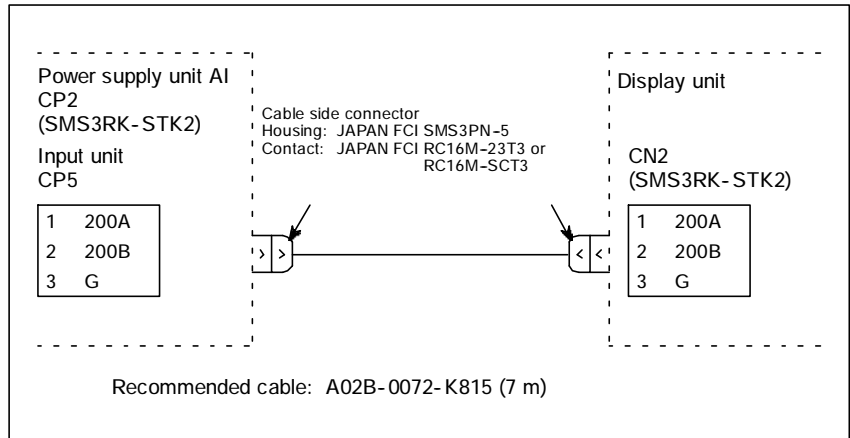 Power supply unit AI
CP2
(SMS3RK-STK2)
Input unit
CP5
1 200A
2 200B
3 G
Cable side connector
Housing: JAPAN FCI SMS3PN-5
Contact: JAPAN FCI RC16M-23T3 or
RC16M-SCT3
Display unit
CN2
(SMS3RK-STK2)
1 200A
2 200B
3 G
Recommended cable: A02B-0072-K815 (7 m)